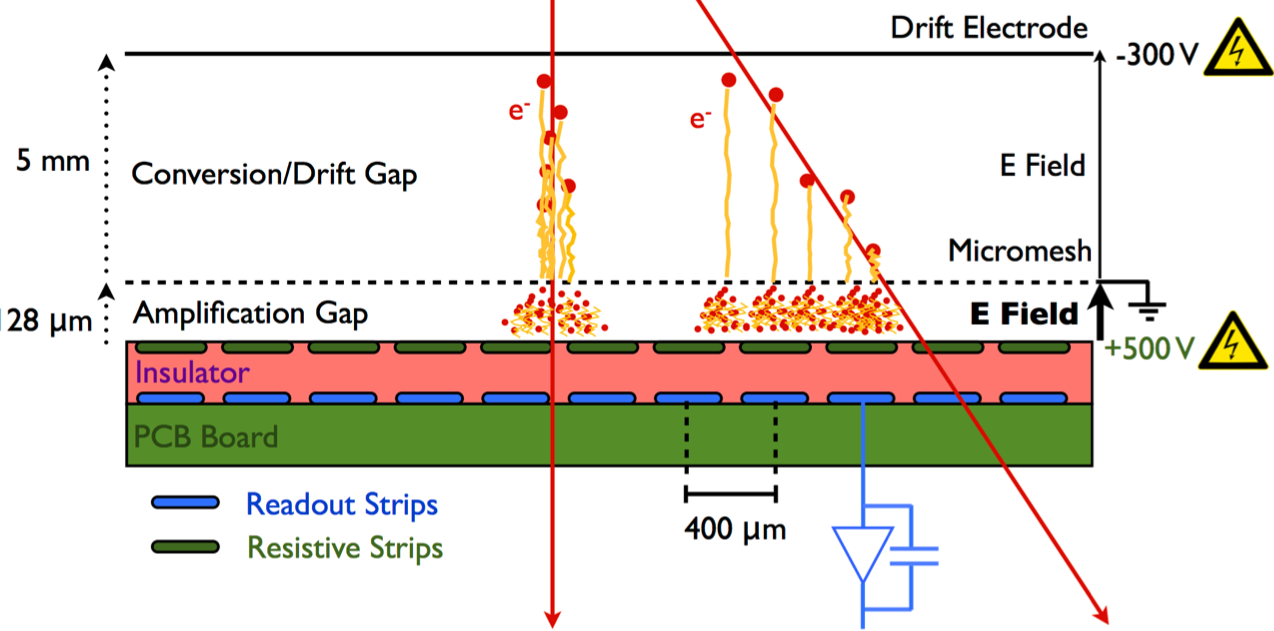 Drift Electrode
-300 V
e-
e-
5 mm
Conversion/Drift Gap
E Field
Micromesh
28 µm
Amplification Gap
E Field
+500 V
Insulator
PCB Board
Readout Strips
400 µm
Resistive Strips